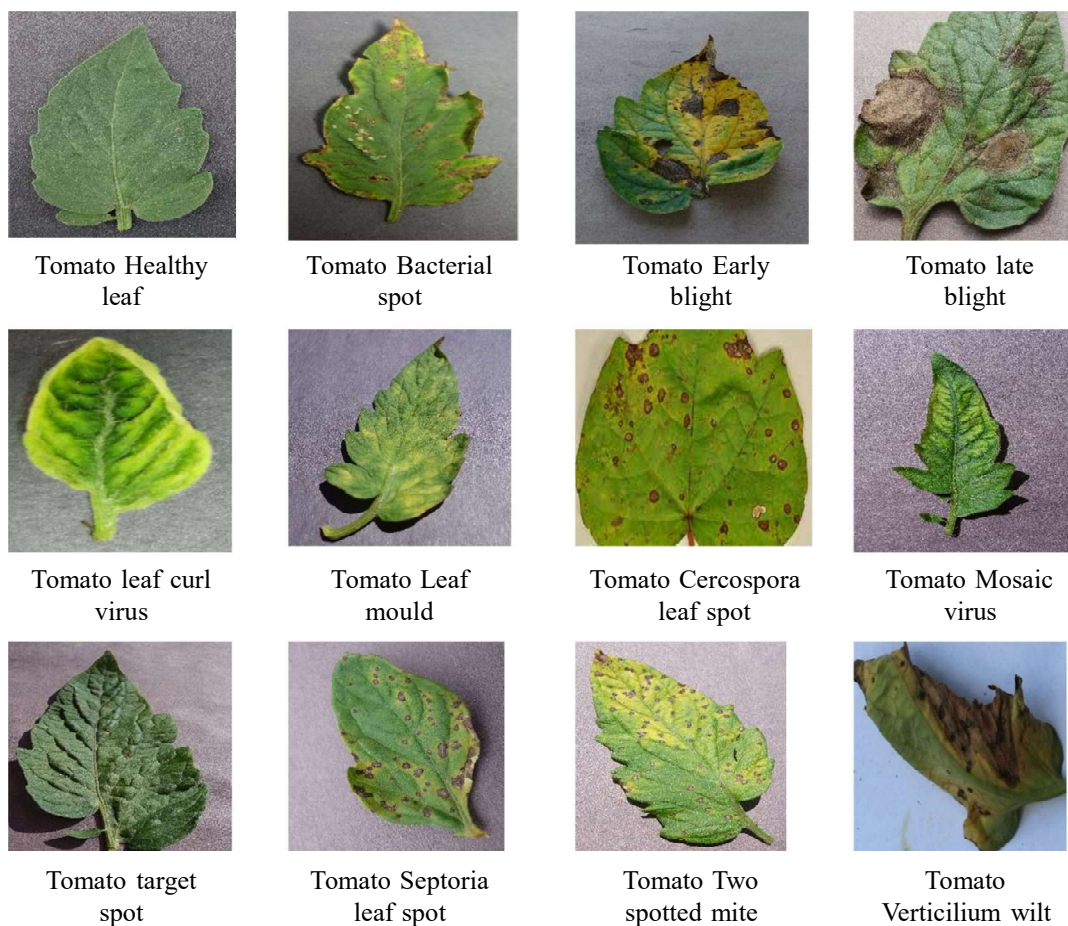 Tomato Healthy
leaf
Tomato Bacterial
spot
Tomato Early
blight
Tomato late
blight
Tomato leaf curl
virus
Tomato Leaf
mould
Tomato Cercospora
leaf spot
Tomato Mosaic
virus
Tomato target
spot
Tomato Septoria
leaf spot
Tomato Two
spotted mite
Tomato
Verticilium wilt